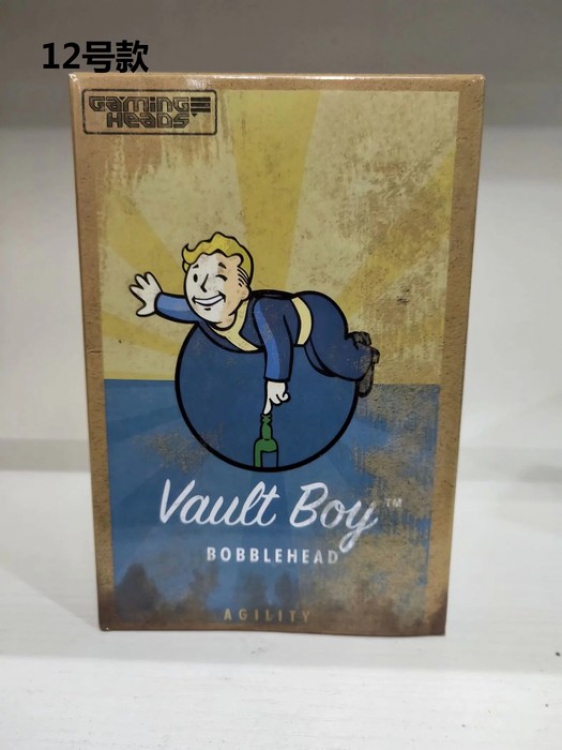 12号款
GAMING
HEADS
Vault Boy™
BOBBLEHEAD
AGILITY